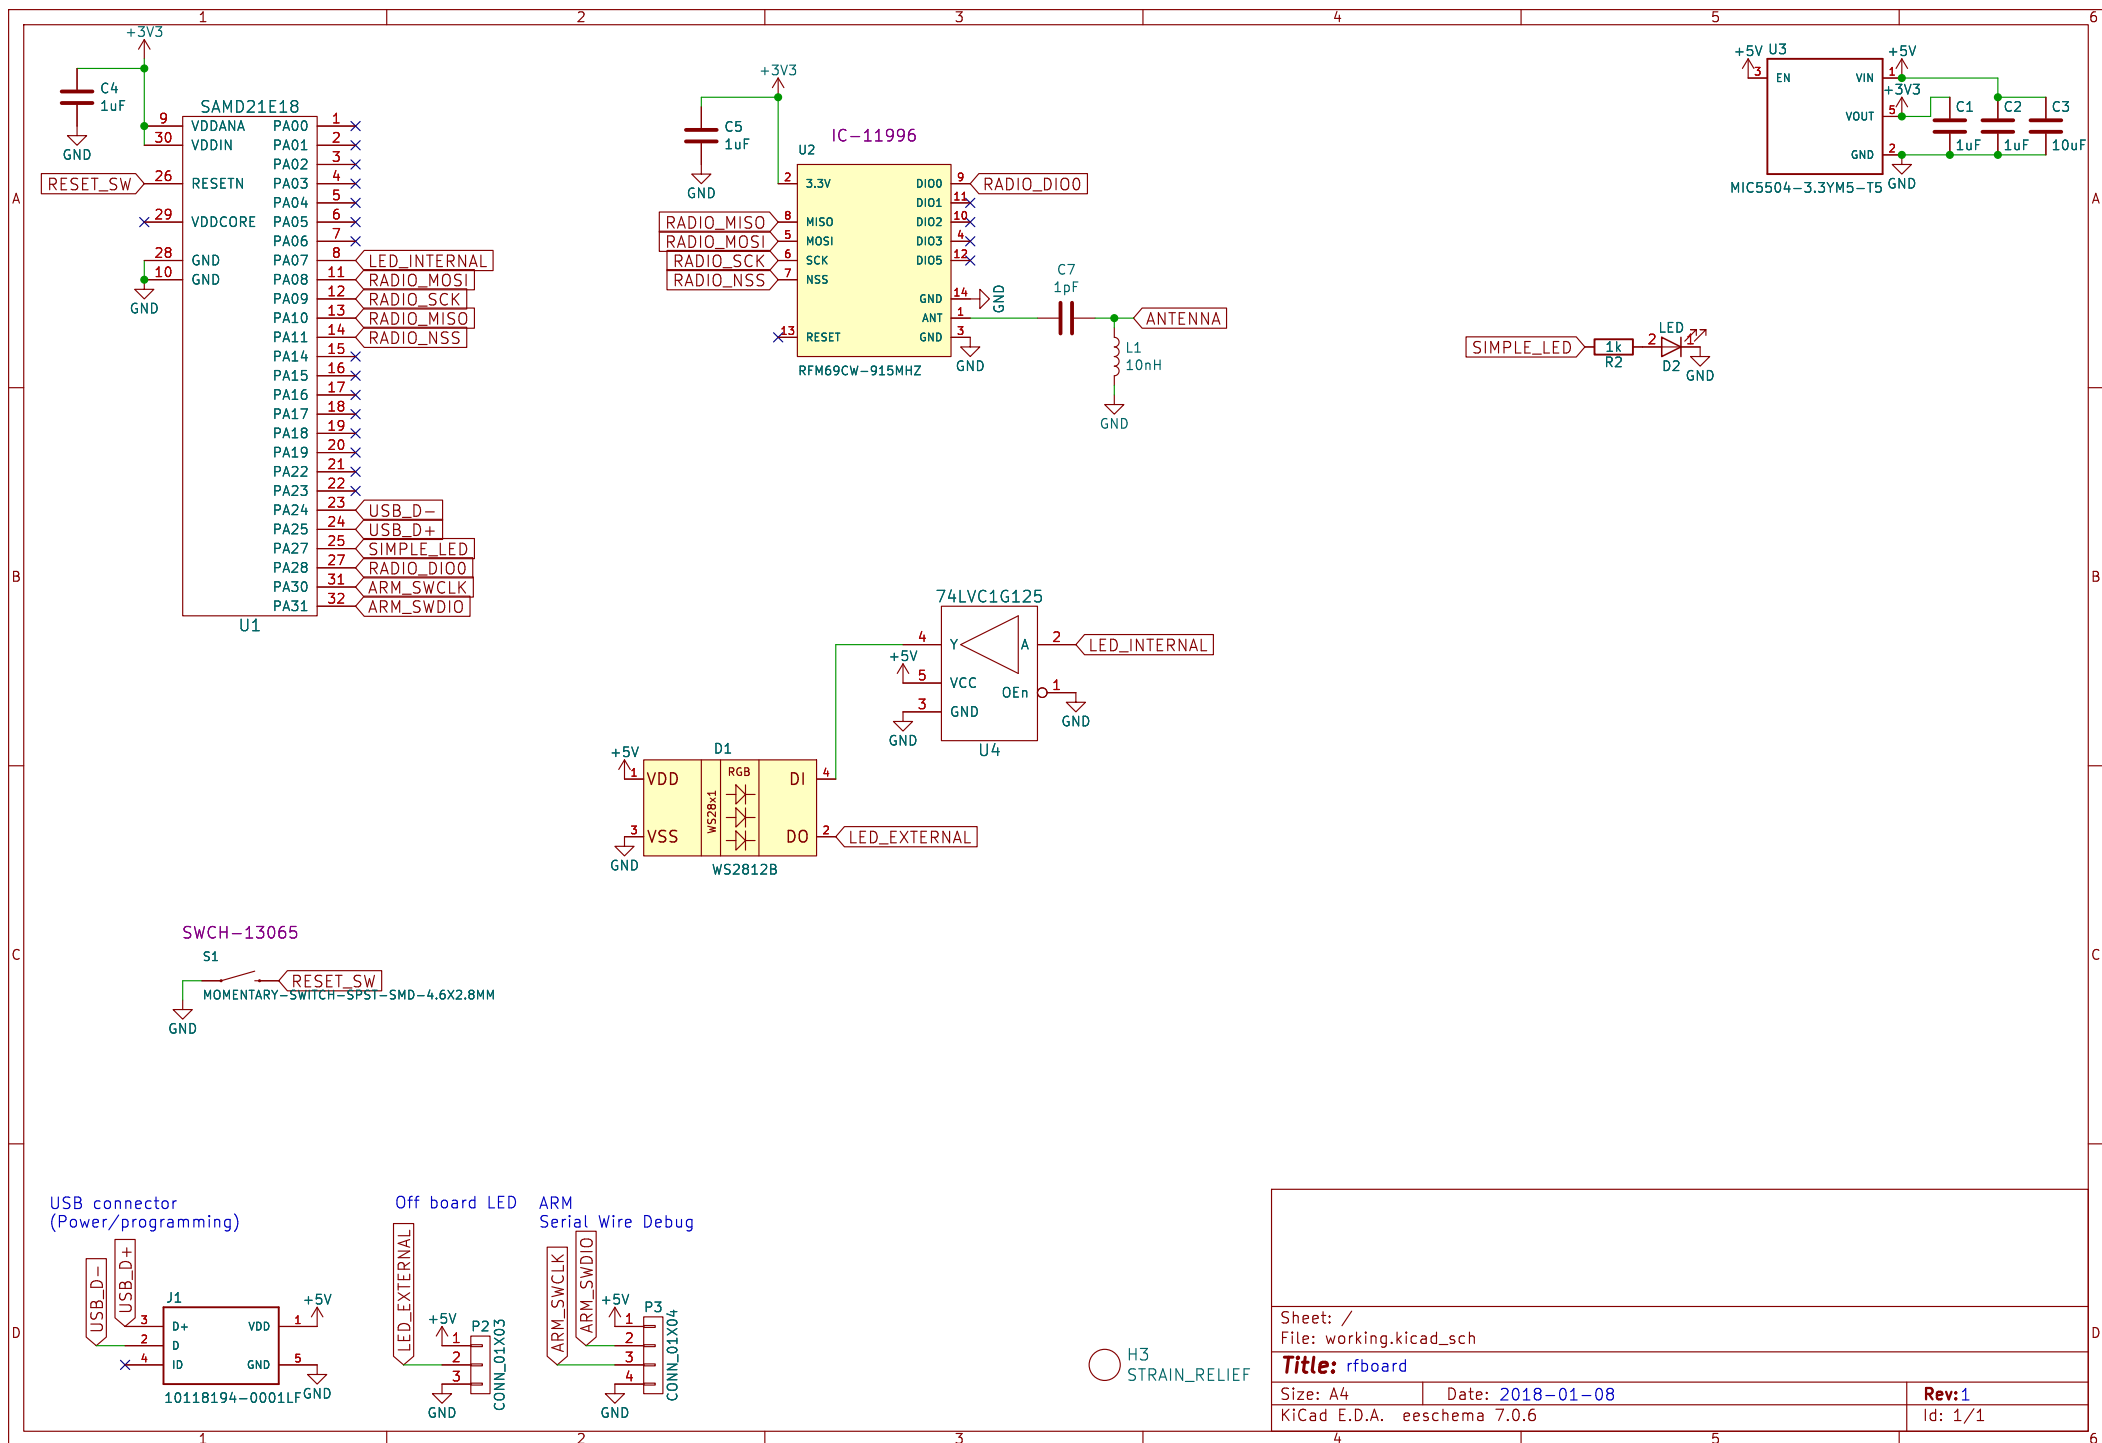 1 2 3 4 5 6
A
B
C
D
+3V3
C4
1uF
GND
SAMD21E18
9 VDDANA PA00 1
30 VDDIN PA01 2
PA02 3
26 RESETN PA03 4
RESET_SW
PA04 5
29 VDDCORE PA05 6
PA06 7
28 GND PA07 8 LED_INTERNAL
10 GND PA08 11 RADIO_MOSI
GND
PA09 12 RADIO_SCK
PA10 13 RADIO_MISO
PA11 14 RADIO_NSS
PA14 15
PA15 16
PA16 17
PA17 18
PA18 19
PA19 20
PA22 21
PA23 22
PA24 23 USB_D-
PA25 24 USB_D+
PA27 25 SIMPLE_LED
PA28 27 RADIO_DIO0
PA30 31 ARM_SWCLK
PA31 32 ARM_SWDIO
U1
+3V3
C5
1uF
GND
IC-11996
U2
2 3.3V DIO0 9 RADIO_DIO0
DIO1 11
RADIO_MISO 8 MISO DIO2 10
RADIO_MOSI 5 MOSI DIO3 4
RADIO_SCK 6 SCK DIO5 12
RADIO_NSS 7 NSS
GND 14 GND
ANT 1
13 RESET GND 3
GND
RFM69CW-915MHZ
C7
1pF
ANTENNA
L1
10nH
GND
+5V U3 +5V
3 EN VIN 1
+3V3
VOUT 5
GND 2
MIC5504-3.3YM5-T5
GND
C1
1uF
C2
1uF
C3
10uF
SIMPLE_LED
1k
R2
LED
2 1
D2
GND
74LVC1G125
4 Y A 2 LED_INTERNAL
+5V
5 VCC
OEn 1
3 GND
GND
GND
U4
+5V
D1
1 VDD RGB DI 4
WS28x1
3 VSS DO 2 LED_EXTERNAL
GND
WS2812B
SWCH-13065
S1
RESET_SW
MOMENTARY-SWITCH-SPST-SMD-4.6X2.8MM
GND
USB connector
(Power/programming)
USB_D-
USB_D+
J1
+5V
3 D+ VDD 1
2 D
4 ID GND 5
10118194-0001LF
GND
Off board LED
LED_EXTERNAL
+5V
P2
1
2
3
GND
CONN_01X03
ARM
Serial Wire Debug
ARM_SWCLK
ARM_SWDIO
+5V
P3
1
2
3
4
GND
CONN_01X04
H3
STRAIN_RELIEF
Sheet: /
File: working.kicad_sch
Title: rfboard
Size: A4 Date: 2018-01-08 Rev:1
KiCad E.D.A. eeschema 7.0.6 Id: 1/1
A
B
C
D
1 2 3 4 5 6